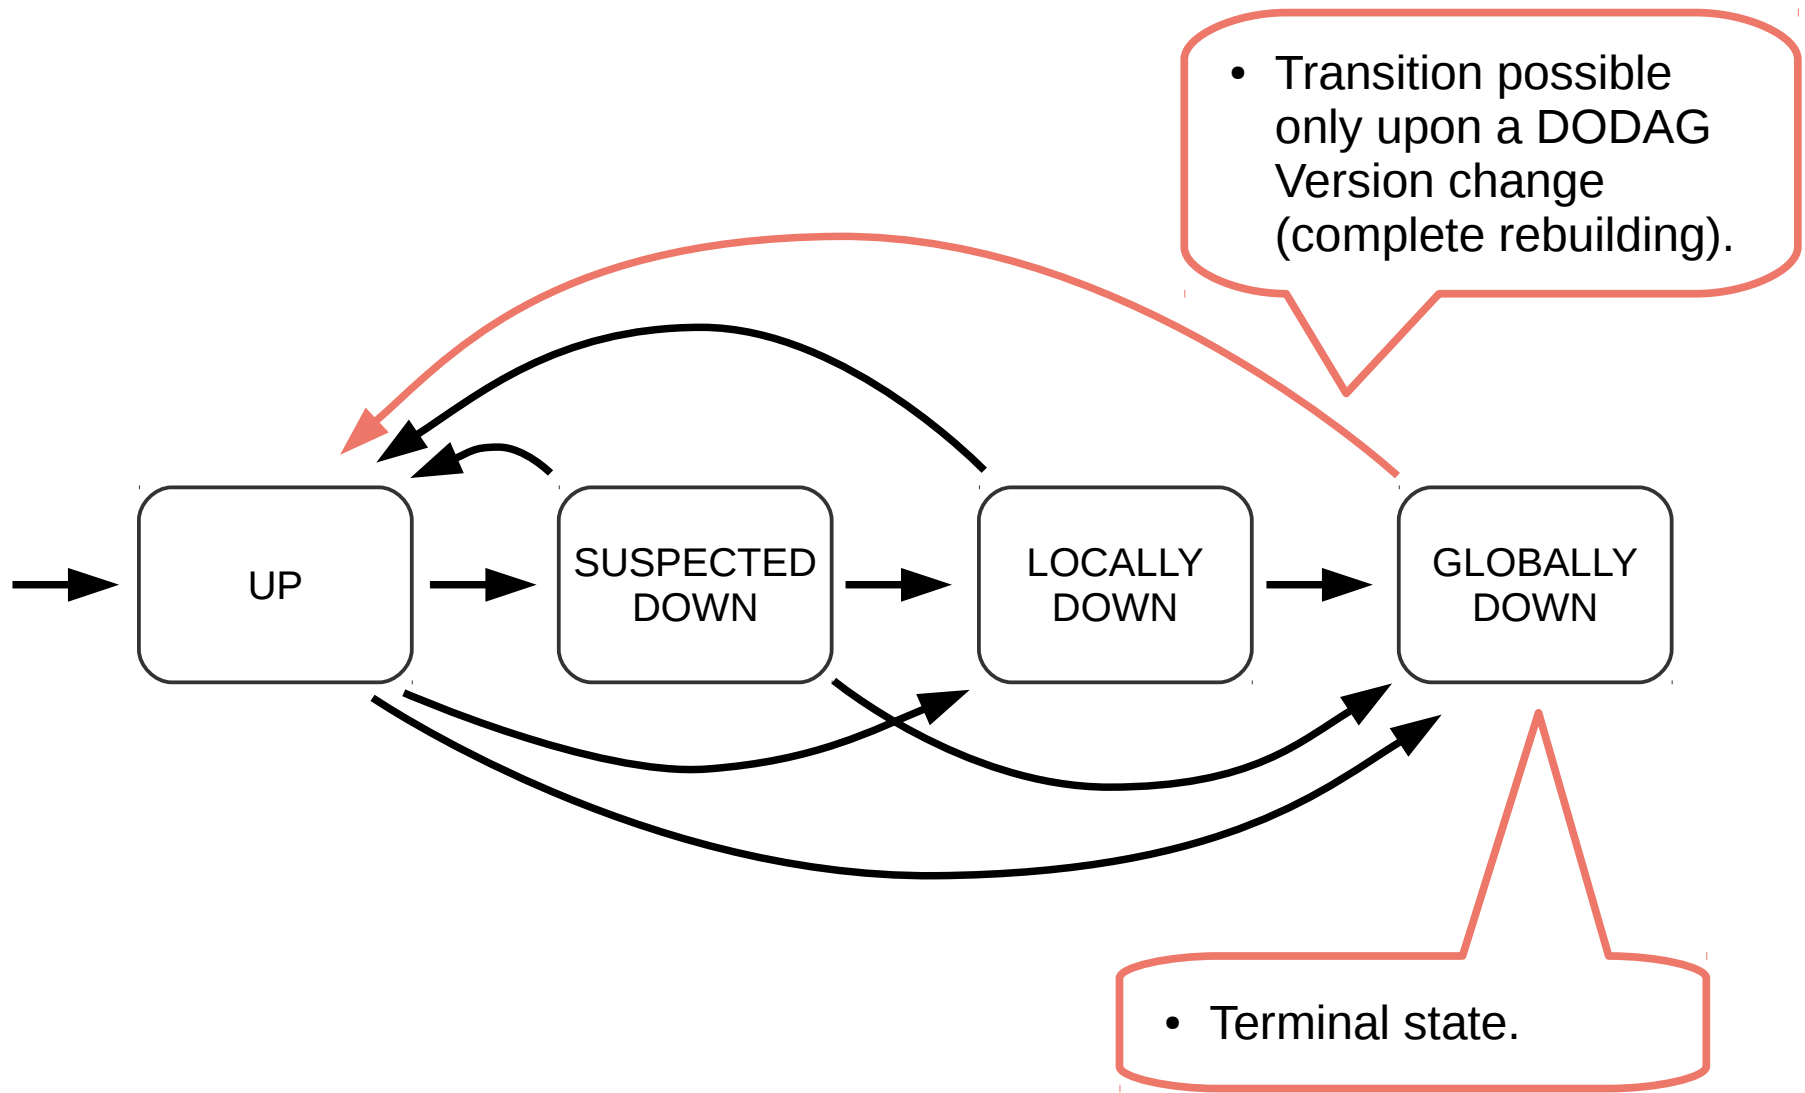 • Transition possible
only upon a DODAG
Version change
(complete rebuilding).
UP
SUSPECTED
DOWN
LOCALLY
DOWN
GLOBALLY
DOWN
• Terminal state.